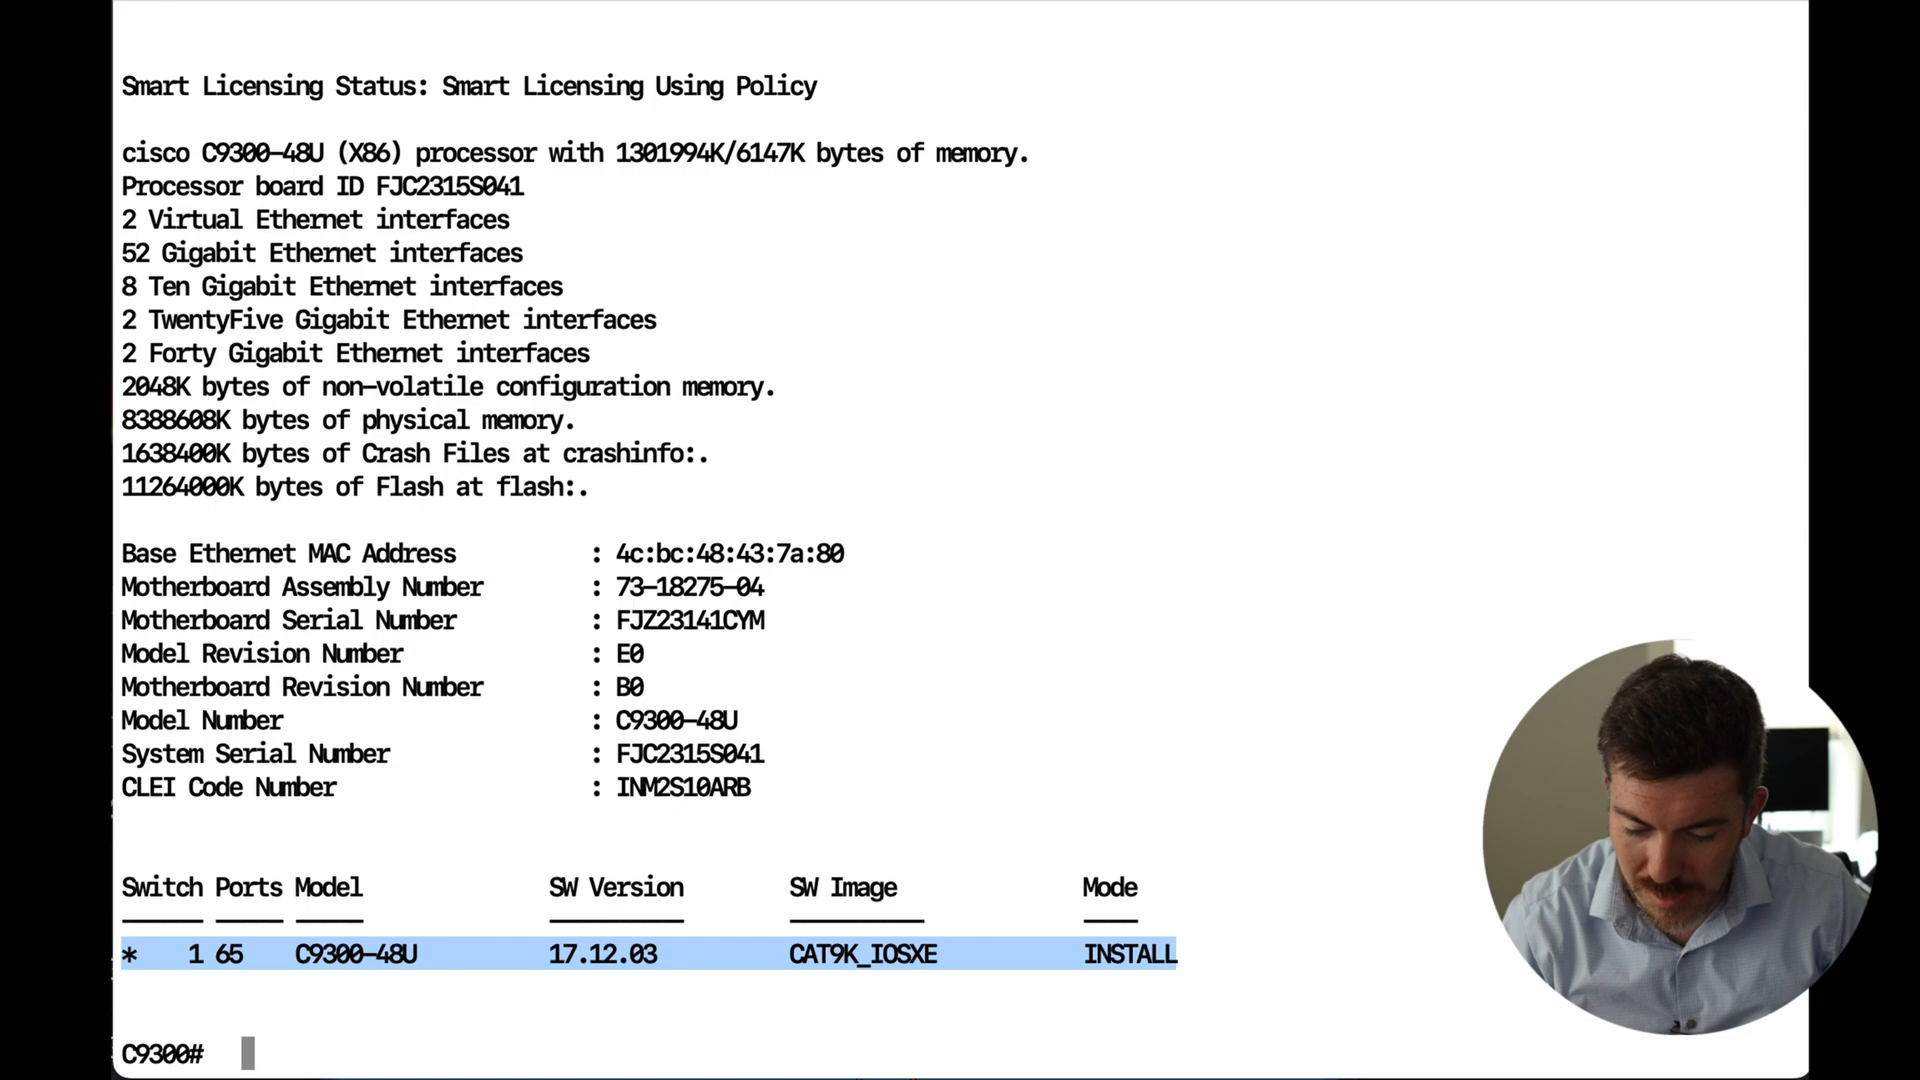 Smart Licensing Status: Smart Licensing Using Policy
cisco C9300-48U (X86) processor with 1301994K/6147K bytes of memory.
Processor board ID FJC2315S041
2 Virtual Ethernet interfaces
52 Gigabit Ethernet interfaces
8 Ten Gigabit Ethernet interfaces
2 TwentyFive Gigabit Ethernet interfaces
2 Forty Gigabit Ethernet interfaces
2048K bytes of non-volatile configuration memory.
8388608K bytes of physical memory.
1638400K bytes of Crash Files at crashinfo:.
11264000K bytes of Flash at flash:.
Base Ethernet MAC Address : 4c:bc:48:43:7a:80
Motherboard Assembly Number : 73-18275-04
Motherboard Serial Number : FJZ23141CYM
Model Revision Number : E0
Motherboard Revision Number : B0
Model Number : C9300-48U
System Serial Number : FJC2315S041
CLEI Code Number : INM2S10ARB
Switch Ports Model SW Version SW Image Mode
* 1 65 C9300-48U 17.12.03 CAT9K_IOSXE INSTALL
C9300#